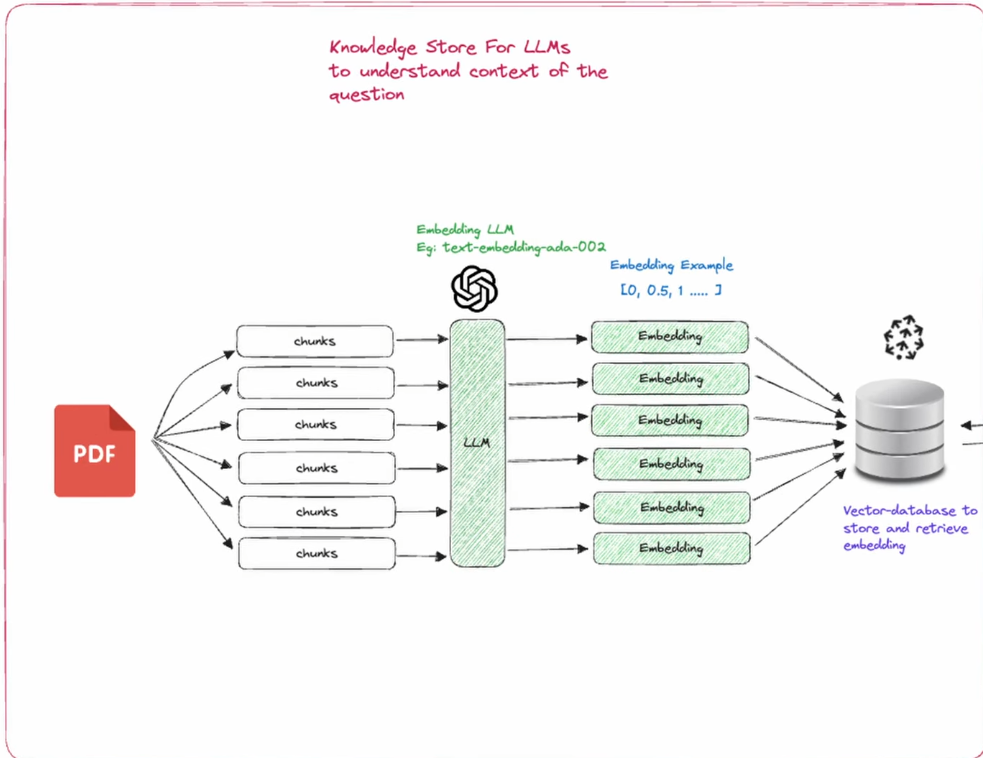 Knowledge Store For LLMs
to understand context of the
question
Embedding LLM
Eg: text-embedding-ada-002
Embedding Example
[0, 0.5, 1 ..... ]
chunks
Embedding
chunks
Embedding
chunks
Embedding
PDF
LLM
chunks
Embedding
chunks
Embedding
chunks
Embedding
Vector-database to
store and retrieve
embedding